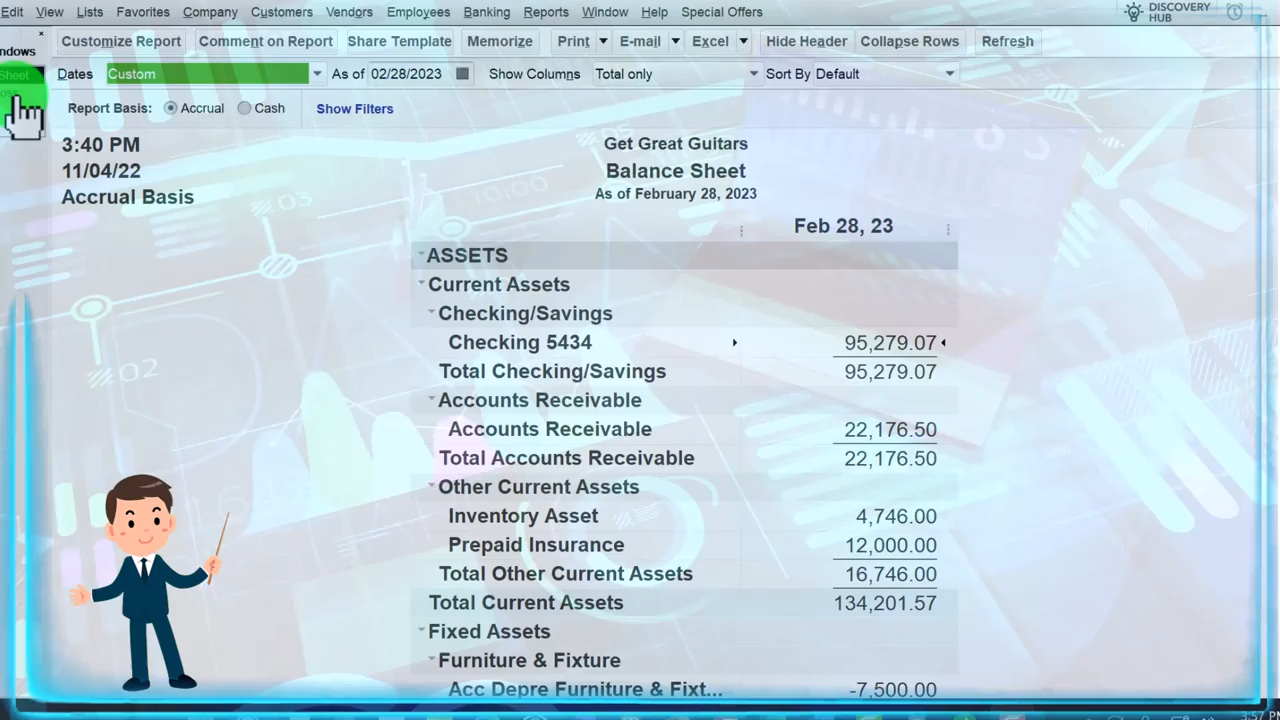 Edit View Lists Favorites Company Customers Vendors Employees Banking Reports Window Help Special Offers
DISCOVERY
HUB
ndows
Customize Report Comment on Report Share Template Memorize Print E-mail Excel Hide Header Collapse Rows Refresh
Sheet
Dates Custom As of 02/28/2023 Show Columns Total only Sort By Default
Report Basis: Accrual Cash Show Filters
3:40 PM
11/04/22
Accrual Basis
Get Great Guitars
Balance Sheet
As of February 28, 2023
Feb 28, 23
ASSETS
Current Assets
Checking/Savings
Checking 5434 95,279.07
Total Checking/Savings 95,279.07
Accounts Receivable
Accounts Receivable 22,176.50
Total Accounts Receivable 22,176.50
Other Current Assets
Inventory Asset 4,746.00
Prepaid Insurance 12,000.00
Total Other Current Assets 16,746.00
Total Current Assets 134,201.57
Fixed Assets
Furniture & Fixture
Acc Depre Furniture & Fixt... -7,500.00
03
02